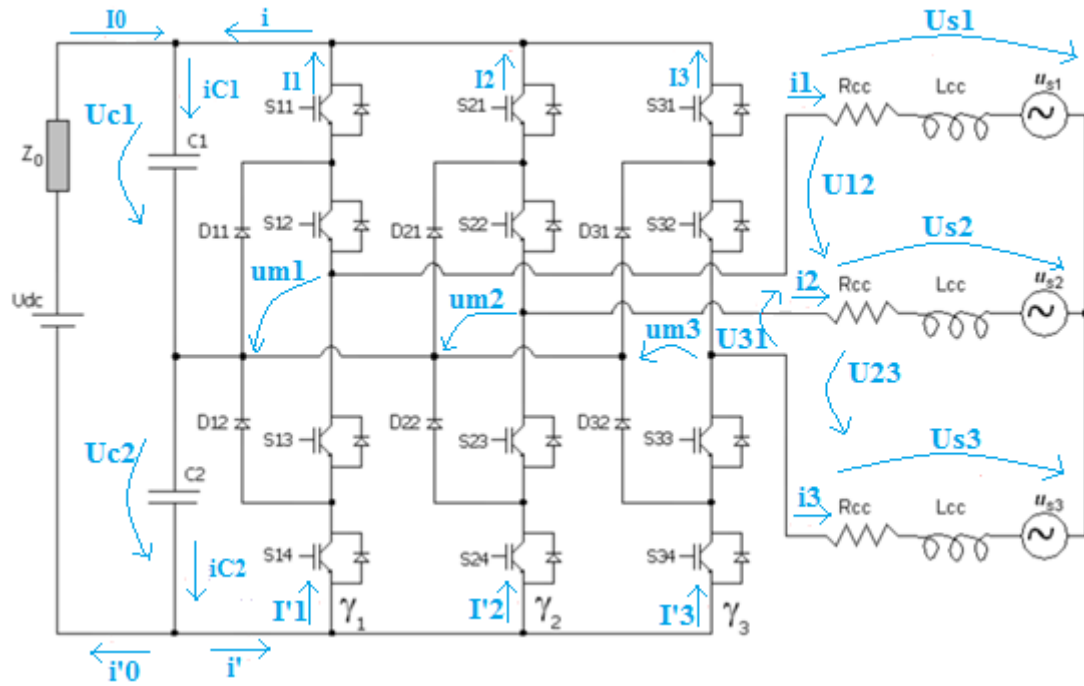 I0
i
Us1
iC1
I1
I2
I3
i1
Rcc
Lcc
us1
S11
S21
S31
Uc1
Z0
C1
U12
D11
S12
D21
S22
D31
S32
Us2
um1
um2
um3
i2
Rcc
Lcc
us2
Udc
U31
U23
D12
S13
D22
S23
D32
S33
Us3
Uc2
C2
i3
Rcc
Lcc
us3
S14
S24
S34
iC2
I'1
γ1
I'2
γ2
I'3
γ3
i'0
i'